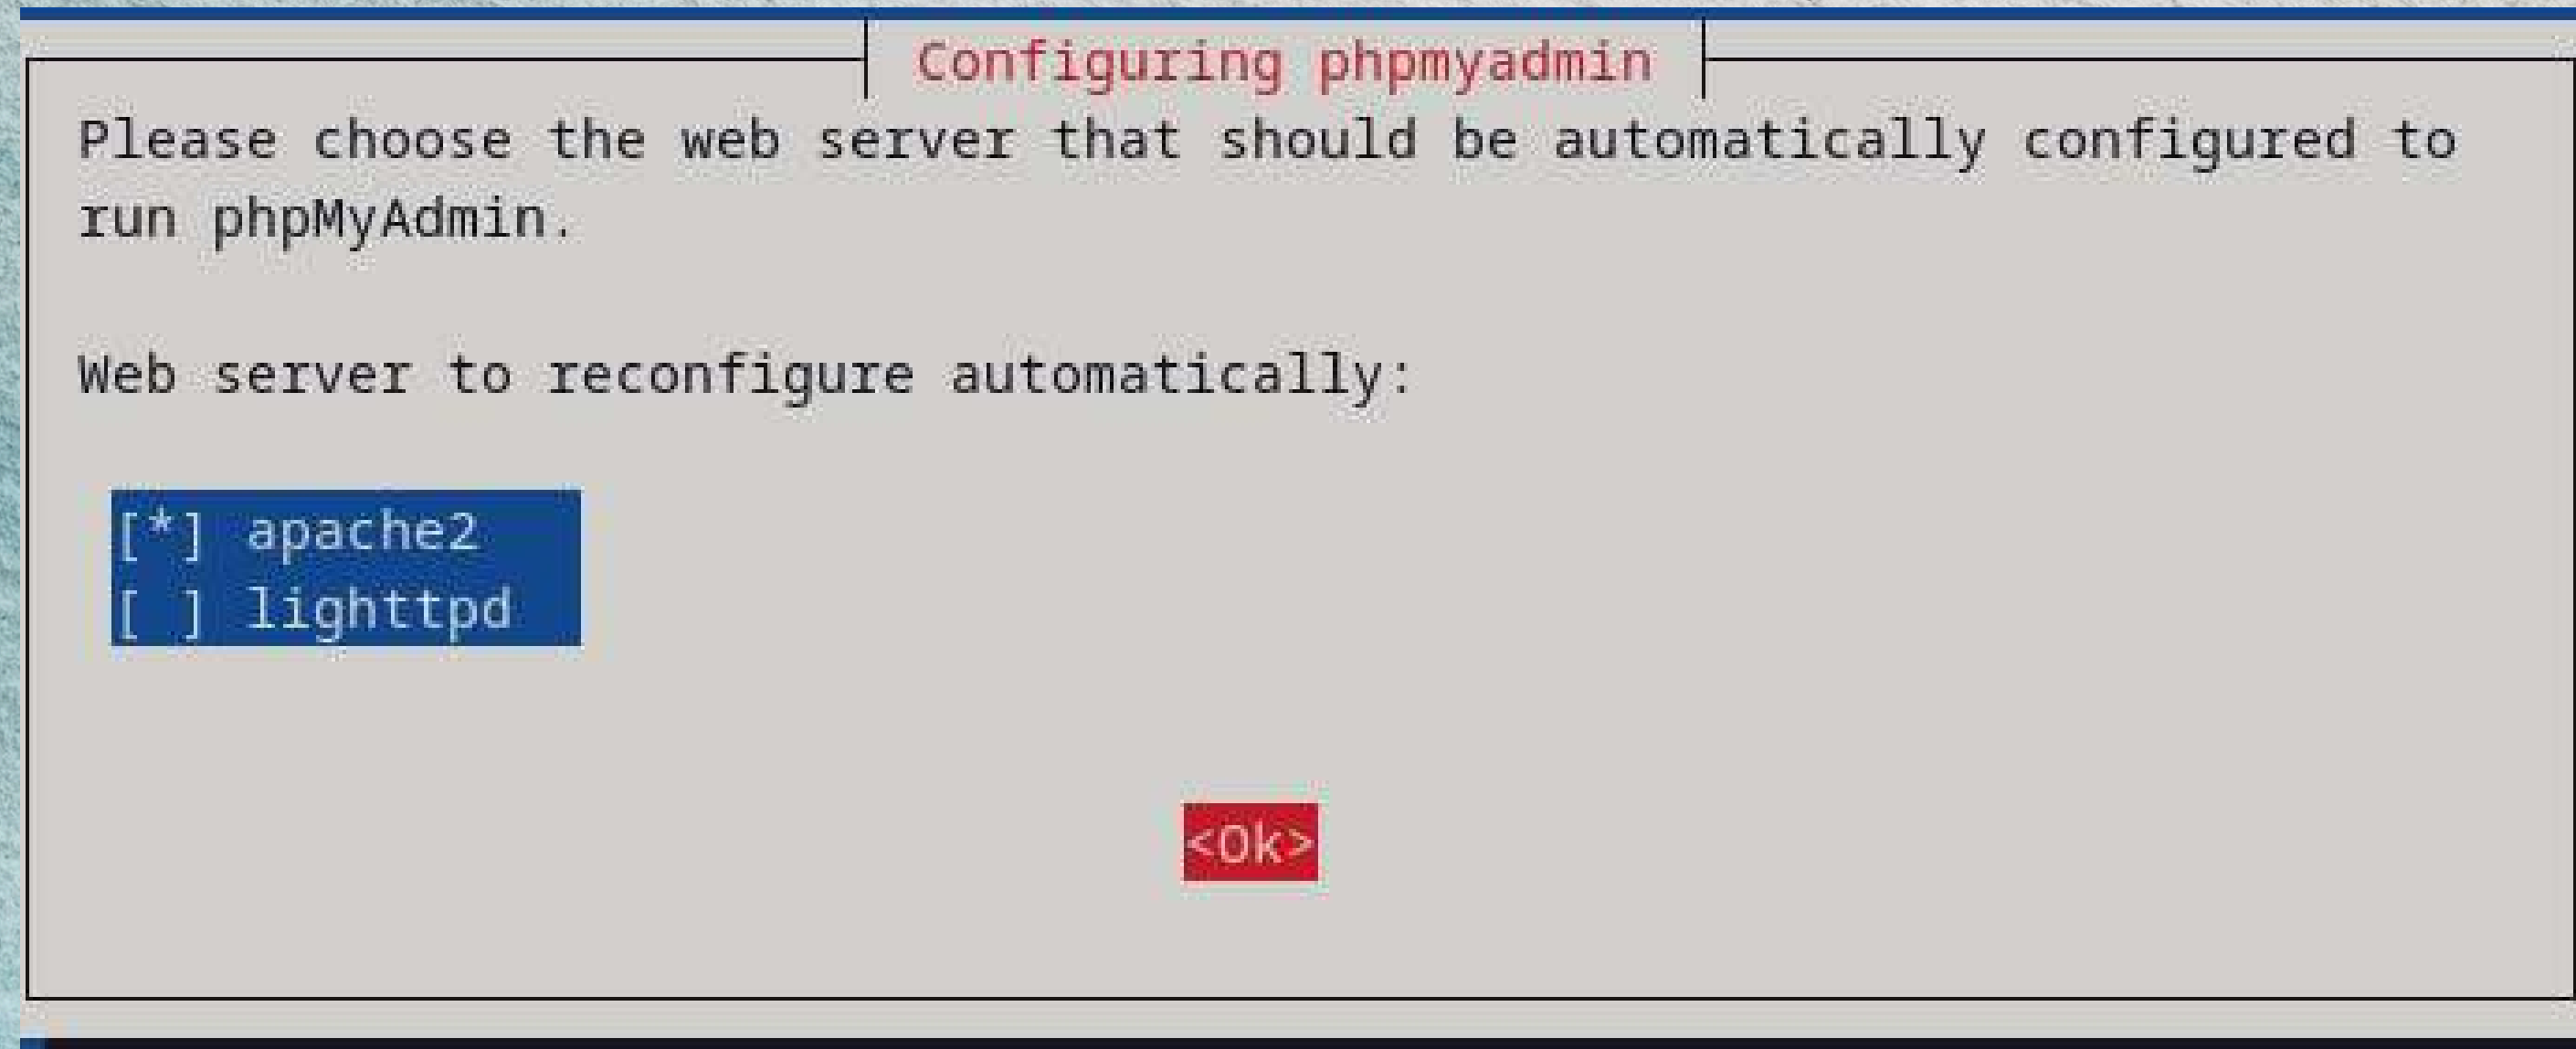 Configuring phpmyadmin
Please choose the web server that should be automatically configured to
run phpMyAdmin.
Web server to reconfigure automatically:
[*] apache2
[ ] lighttpd
<Ok>